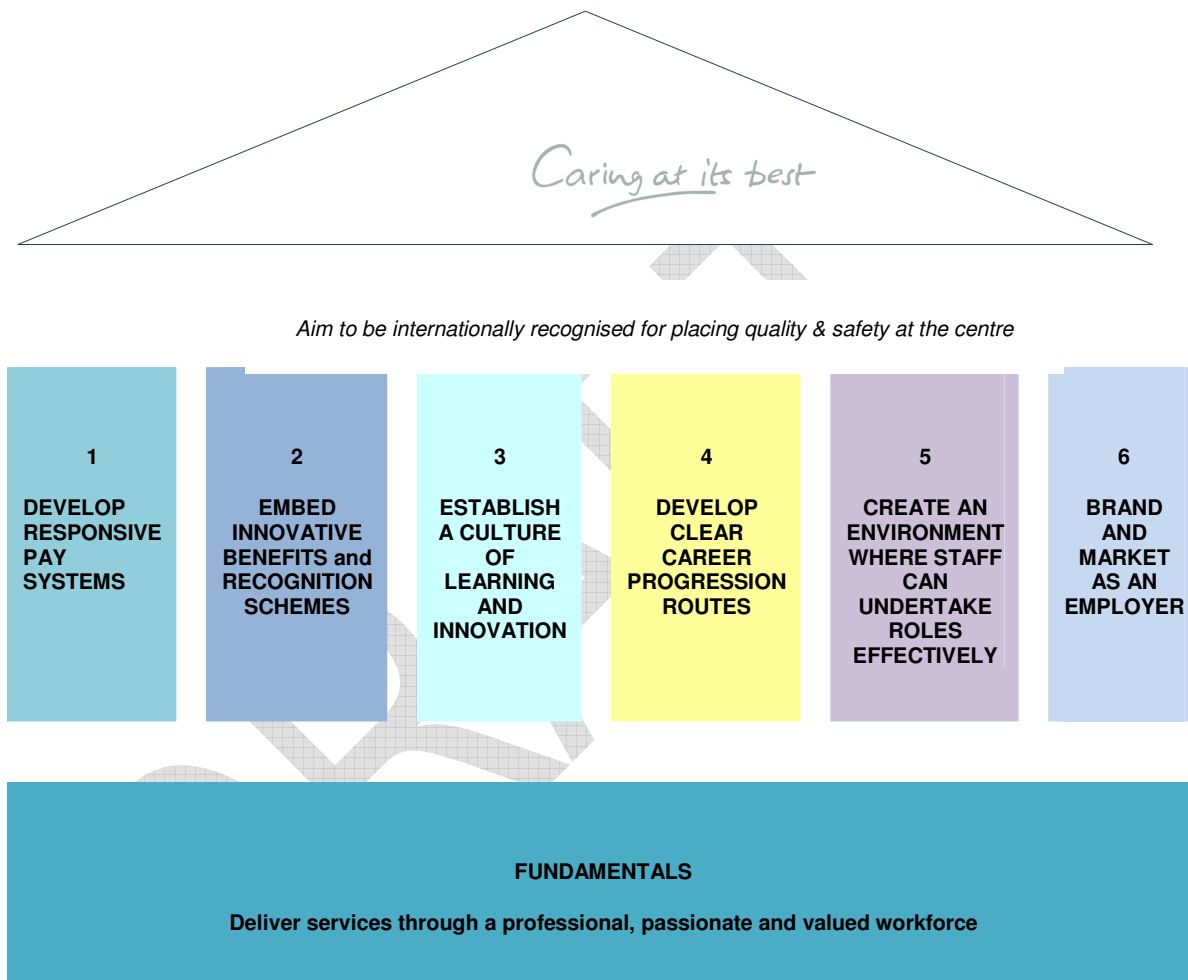 Caring at its best
Aim to be internationally recognised for placing quality & safety at the centre
1
DEVELOP
RESPONSIVE
PAY
SYSTEMS
2
EMBED
INNOVATIVE
BENEFITS and
RECOGNITION
SCHEMES
3
ESTABLISH
A CULTURE
OF
LEARNING
AND
INNOVATION
4
DEVELOP
CLEAR
CAREER
PROGRESSION
ROUTES
5
CREATE AN
ENVIRONMENT
WHERE STAFF
CAN
UNDERTAKE
ROLES
EFFECTIVELY
6
BRAND
AND
MARKET
AS AN
EMPLOYER
FUNDAMENTALS
Deliver services through a professional, passionate and valued workforce